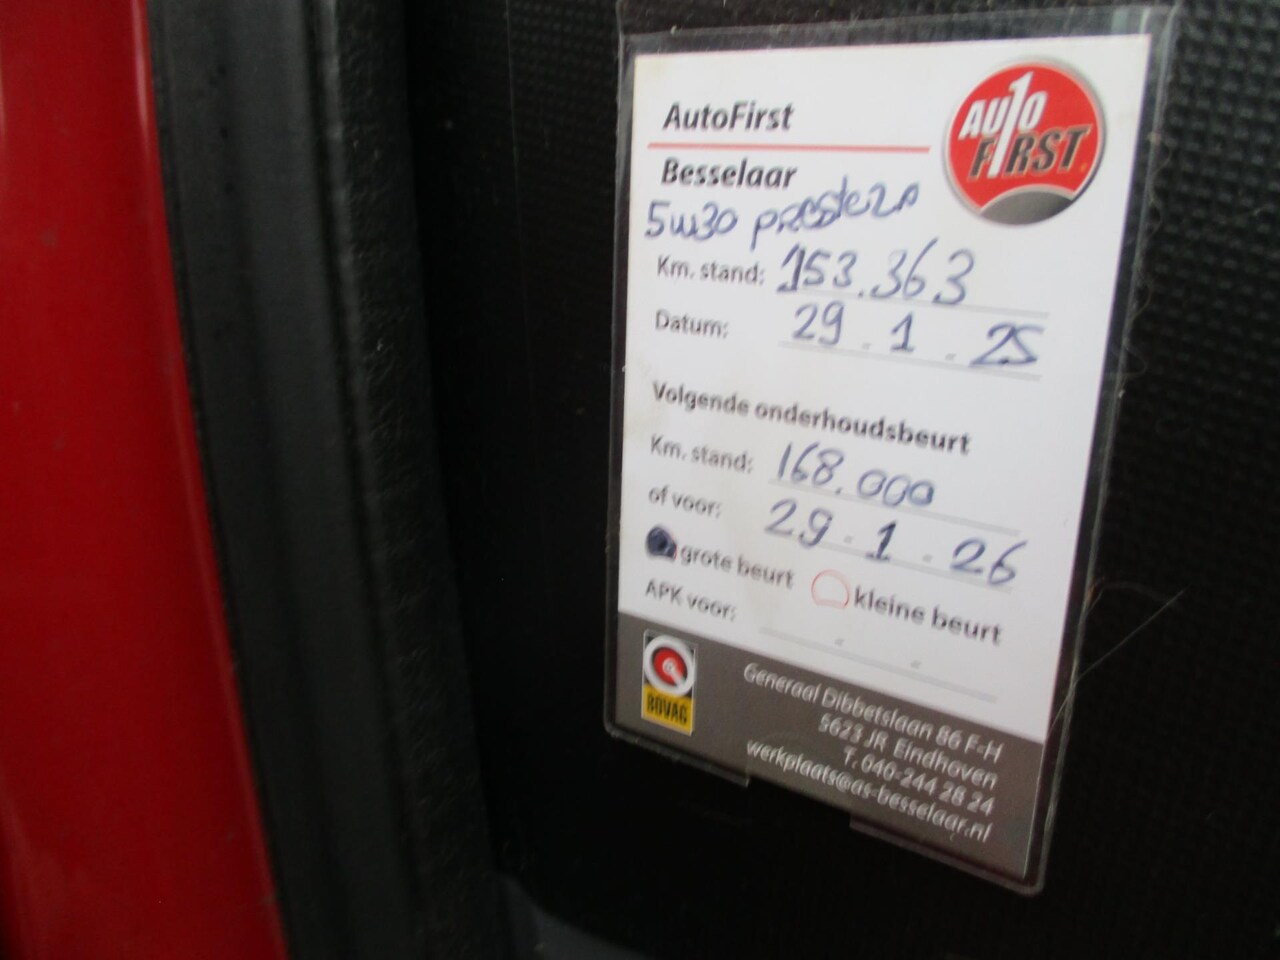 AutoFirst
AUTO FIRST
Besselaar
5W30
Km. stand: 153.363
Datum: 29.1.25
Volgende onderhoudsbeurt
Km. stand: 168.000
of voor: 29.1.26
grote beurt kleine beurt
APK voor:
BOVAG
Generaal Dibbetslaan 86 F-H
5623 JR Eindhoven
T. 040-244 28 24
werkplaats@as-besselaar.nl